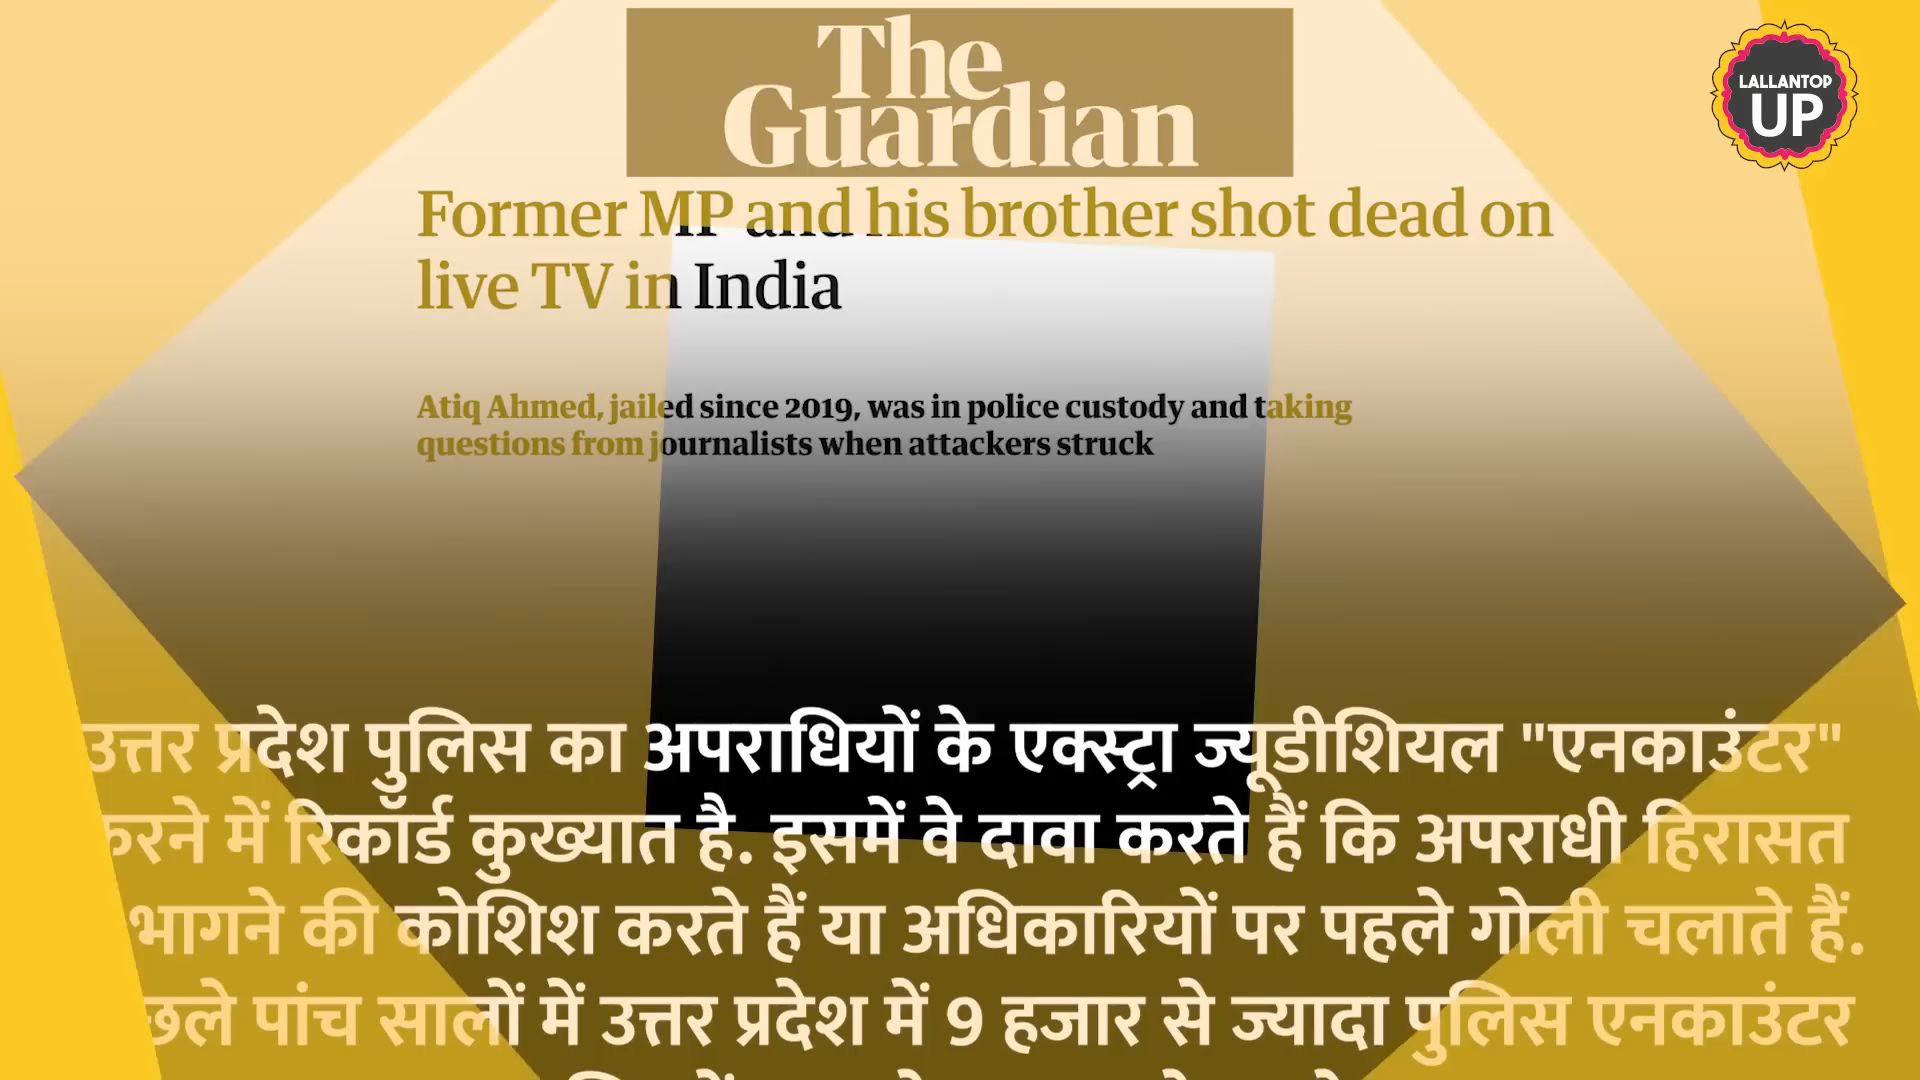 The
Guardian
LALLANTOP
UP
Former MP and his brother shot dead on
live TV in India
Atiq Ahmed, jailed since 2019, was in police custody and taking
questions from journalists when attackers struck
उत्तर प्रदेश पुलिस का अपराधियों के एक्स्ट्रा ज्यूडीशियल "एनकाउंटर"
करने में रिकॉर्ड कुख्यात है. इसमें वे दावा करते हैं कि अपराधी हिरासत
भागने की कोशिश करते हैं या अधिकारियों पर पहले गोली चलाते हैं.
पांच सालों में उत्तर प्रदेश में 9 हजार से ज्यादा पुलिस एनकाउंटर